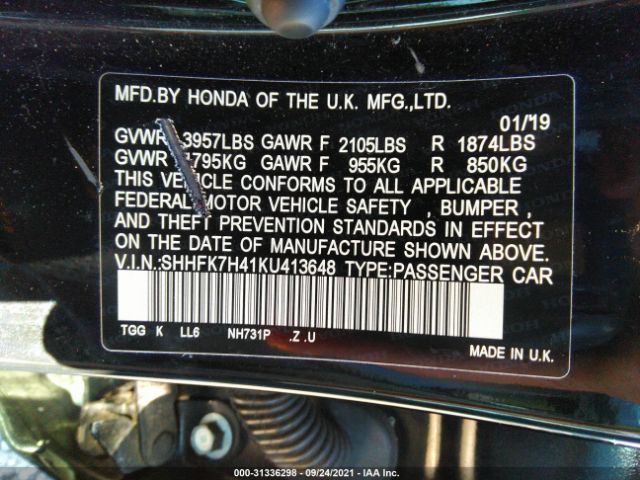 MFD.BY HONDA OF THE U.K. MFG.,LTD.
01/'19
GVWR 3957LBS GAWR F 2105LBS R 1874LBS
GVWR 1795KG GAWR F 955KG R 850KG
THIS VEHICLE CONFORMS TO ALL APPLICABLE
FEDERAL MOTOR VEHICLE SAFETY , BUMPER ,
AND THEFT PREVENTION STANDARDS IN EFFECT
ON THE DATE OF MANUFACTURE SHOWN ABOVE.
V.I.N.:SHHFK7H41KU413648 TYPE:PASSENGER CAR
TGG K LL6 NH731P .Z .U
MADE IN U.K.
000-31336298 - 09/24/2021 - IAA Inc.